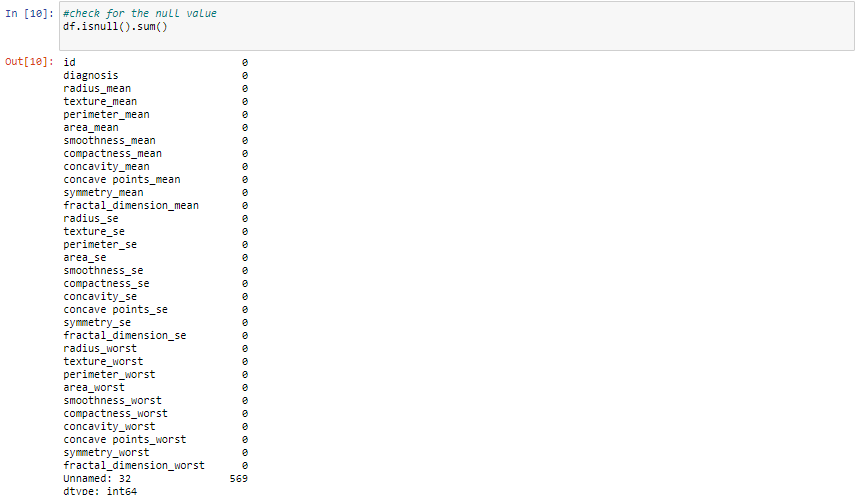 In [10]: #check for the null value
df.isnull().sum()
Out[10]: id 0
diagnosis 0
radius_mean 0
texture_mean 0
perimeter_mean 0
area_mean 0
smoothness_mean 0
compactness_mean 0
concavity_mean 0
concave points_mean 0
symmetry_mean 0
fractal_dimension_mean 0
radius_se 0
texture_se 0
perimeter_se 0
area_se 0
smoothness_se 0
compactness_se 0
concavity_se 0
concave points_se 0
symmetry_se 0
fractal_dimension_se 0
radius_worst 0
texture_worst 0
perimeter_worst 0
area_worst 0
smoothness_worst 0
compactness_worst 0
concavity_worst 0
concave points_worst 0
symmetry_worst 0
fractal_dimension_worst 0
Unnamed: 32 569
dtype: int64